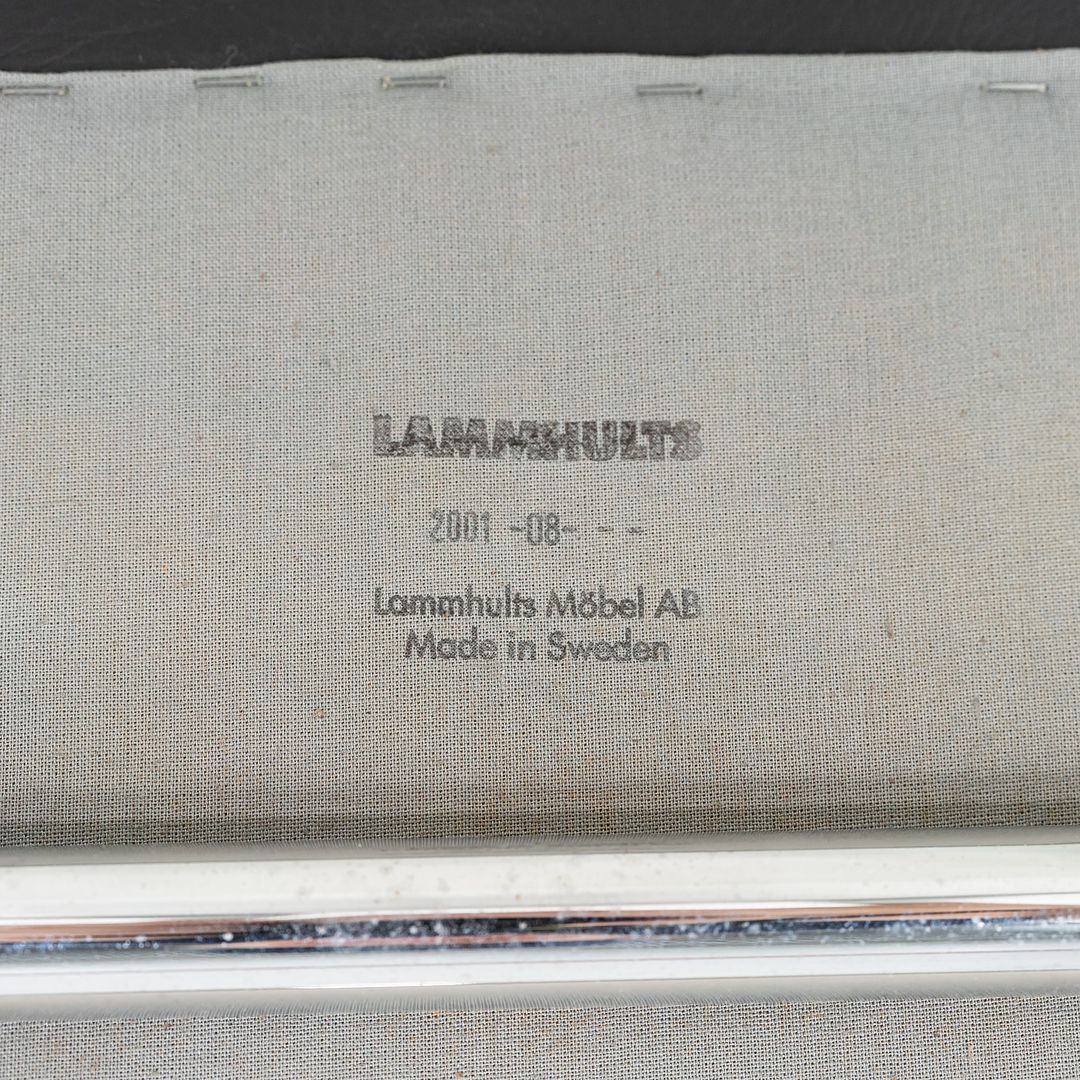 LAMMHULTS
2001 -08- - -
Lammhults Möbel AB
Made in Sweden